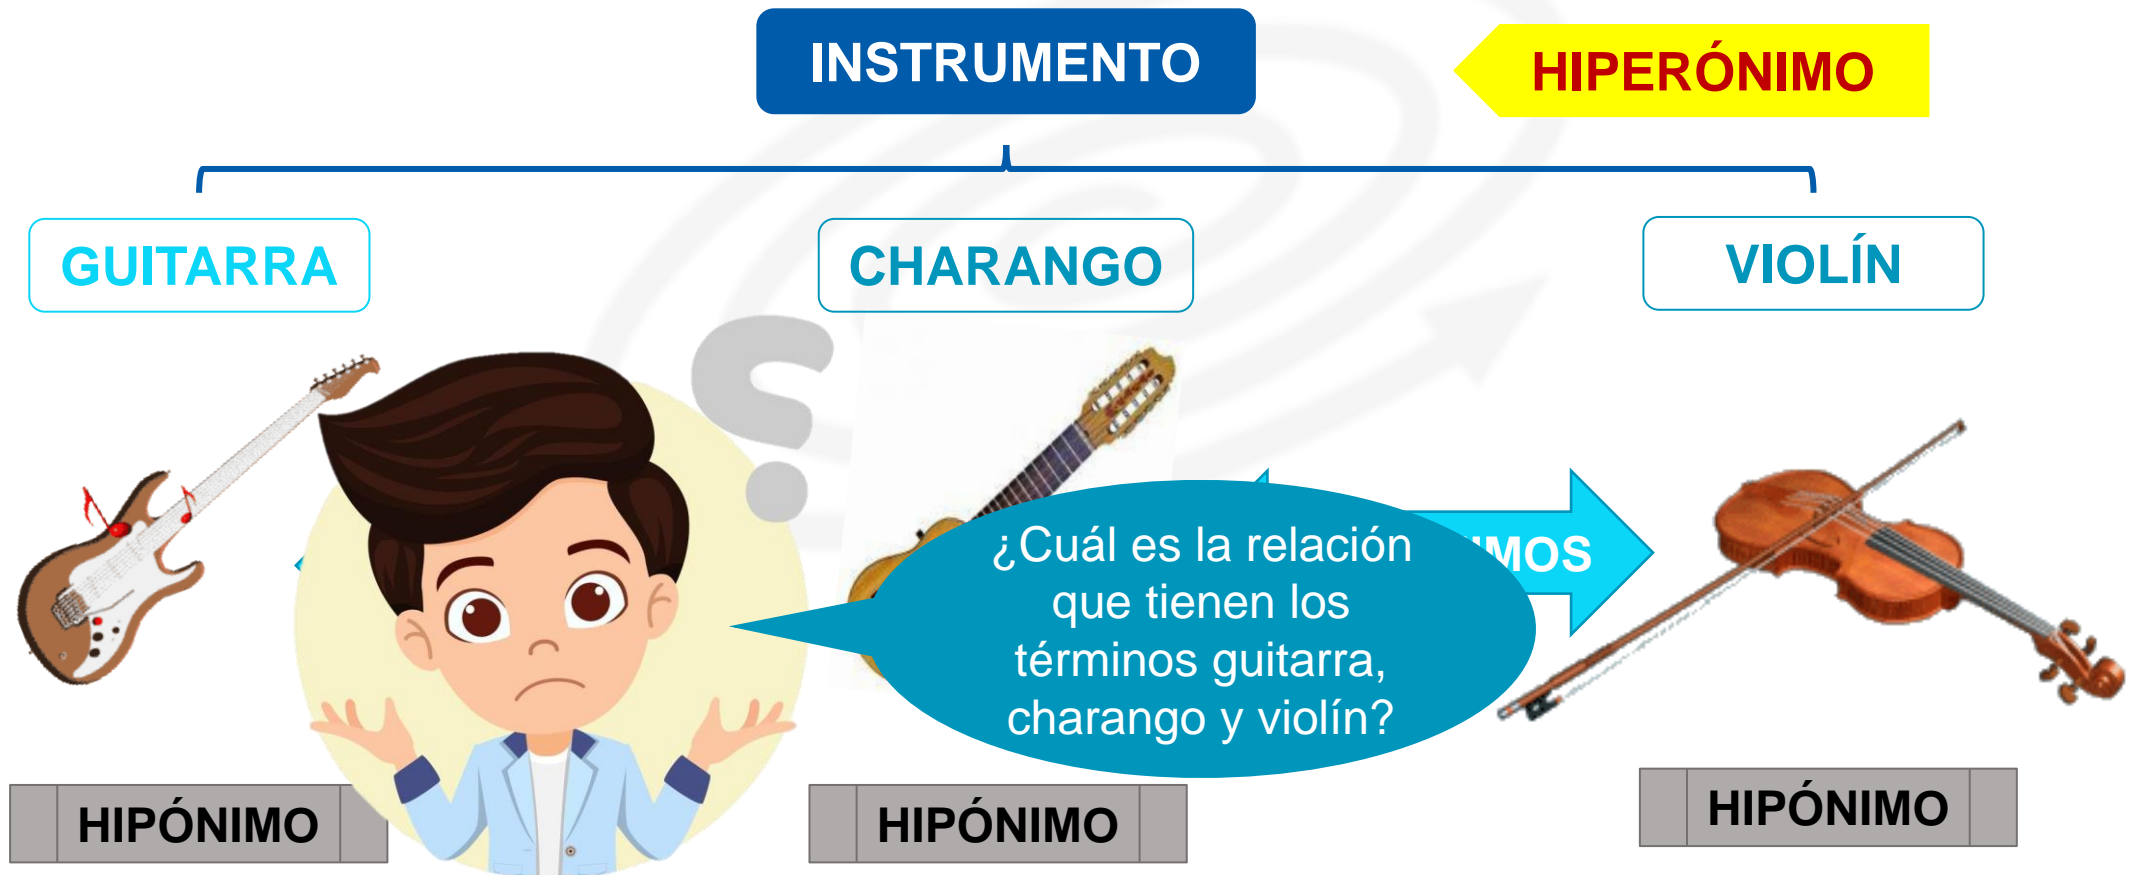 INSTRUMENTO
HIPERÓNIMO
GUITARRA
CHARANGO
VIOLÍN
¿Cuál es la relación
que tienen los
términos guitarra,
charango y violín?
HIPÓNIMO
HIPÓNIMO
HIPÓNIMO